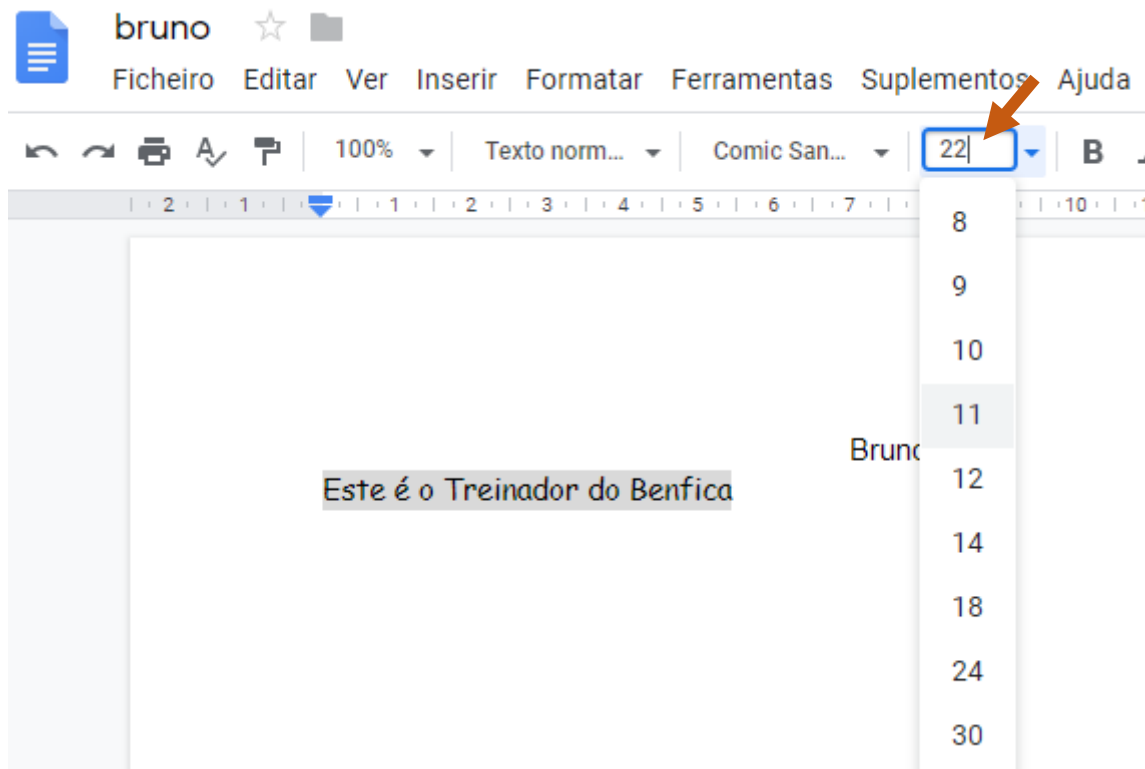 bruno
Ficheiro Editar Ver Inserir Formatar Ferramentas Suplementos Ajuda
100% Texto norm... Comic San... 22 B
2 1 1 2 3 4 5 6 7 10
8
9
10
11
Bruno
12
Este é o Treinador do Benfica
14
18
24
30